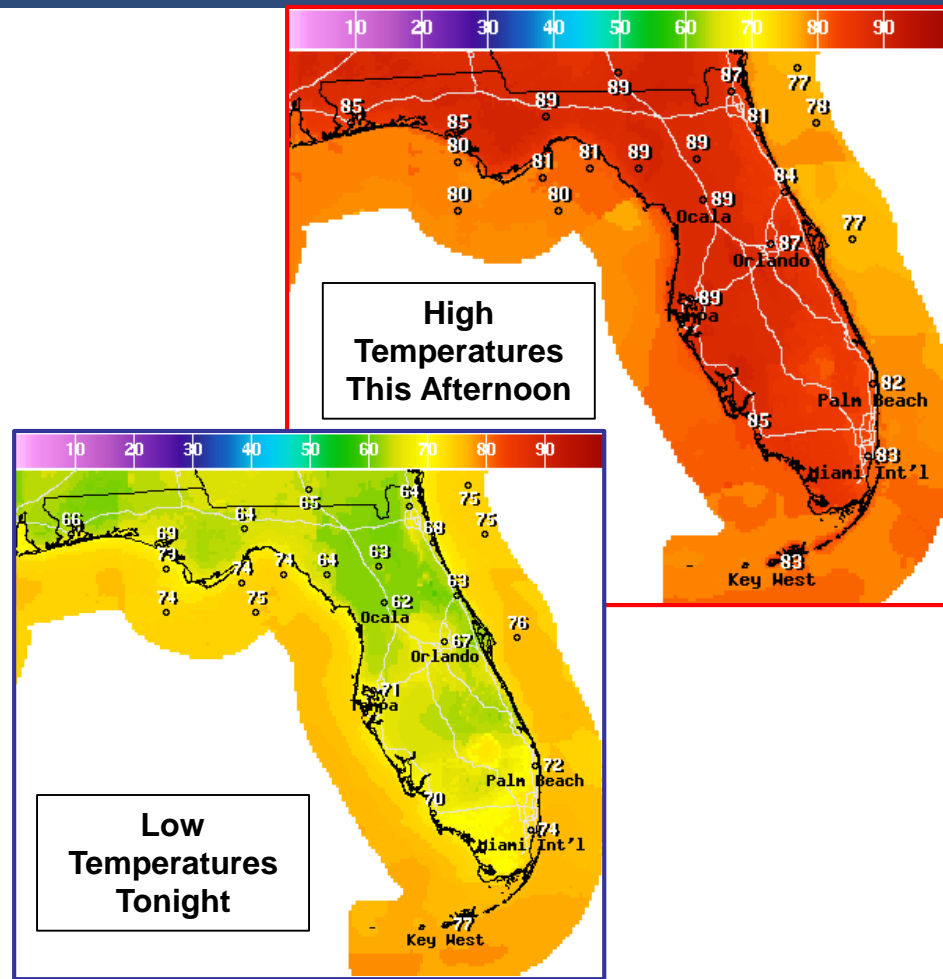 10 20 30 40 50 60 70 80 90
87 77
89
85 89 81 78
85
80 81 81 89 89
84
80 80 89
Ocala
77
87
Orlando
89
Tampa
High
Temperatures
This Afternoon
82
Palm Beach
85
83
Miami Int'l
83
Key West
10 20 30 40 50 60 70 80 90
65 64 75
66 64 68 75
69
73 74 74 64 63
63
74 75 62
Ocala
76
67
Orlando
71
Tampa
72
Palm Beach
70
74
Miami Int'l
77
Key West
Low
Temperatures
Tonight